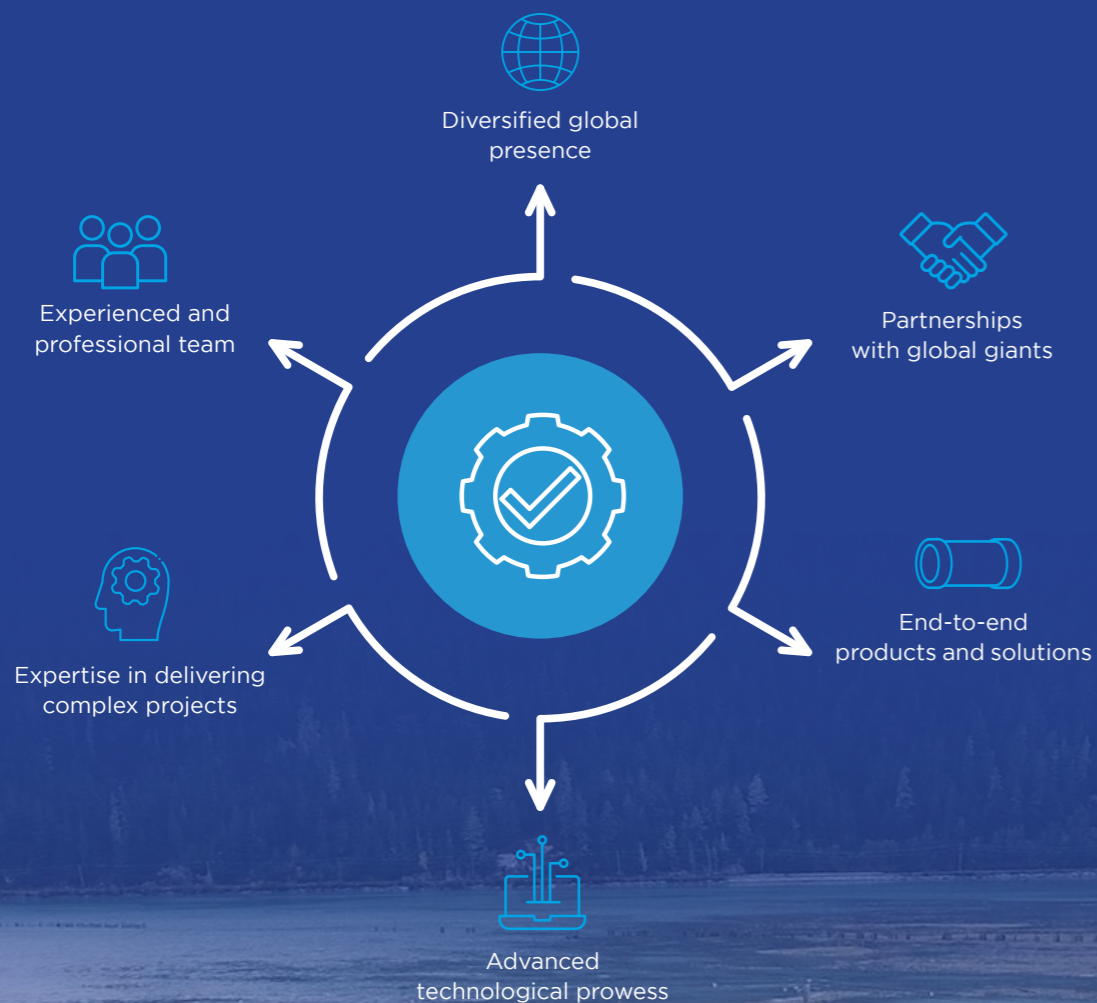 Diversified global
presence
Partnerships
with global giants
End-to-end
products and solutions
Advanced
technological prowess
Expertise in delivering
complex projects
Experienced and
professional team